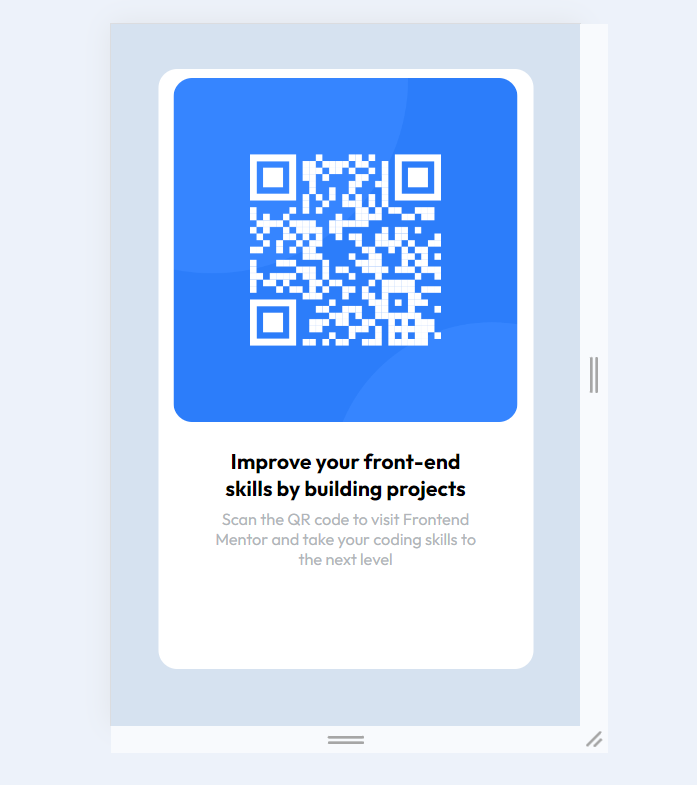 Improve your front-end
skills by building projects
Scan the QR code to visit Frontend
Mentor and take your coding skills to
the next level